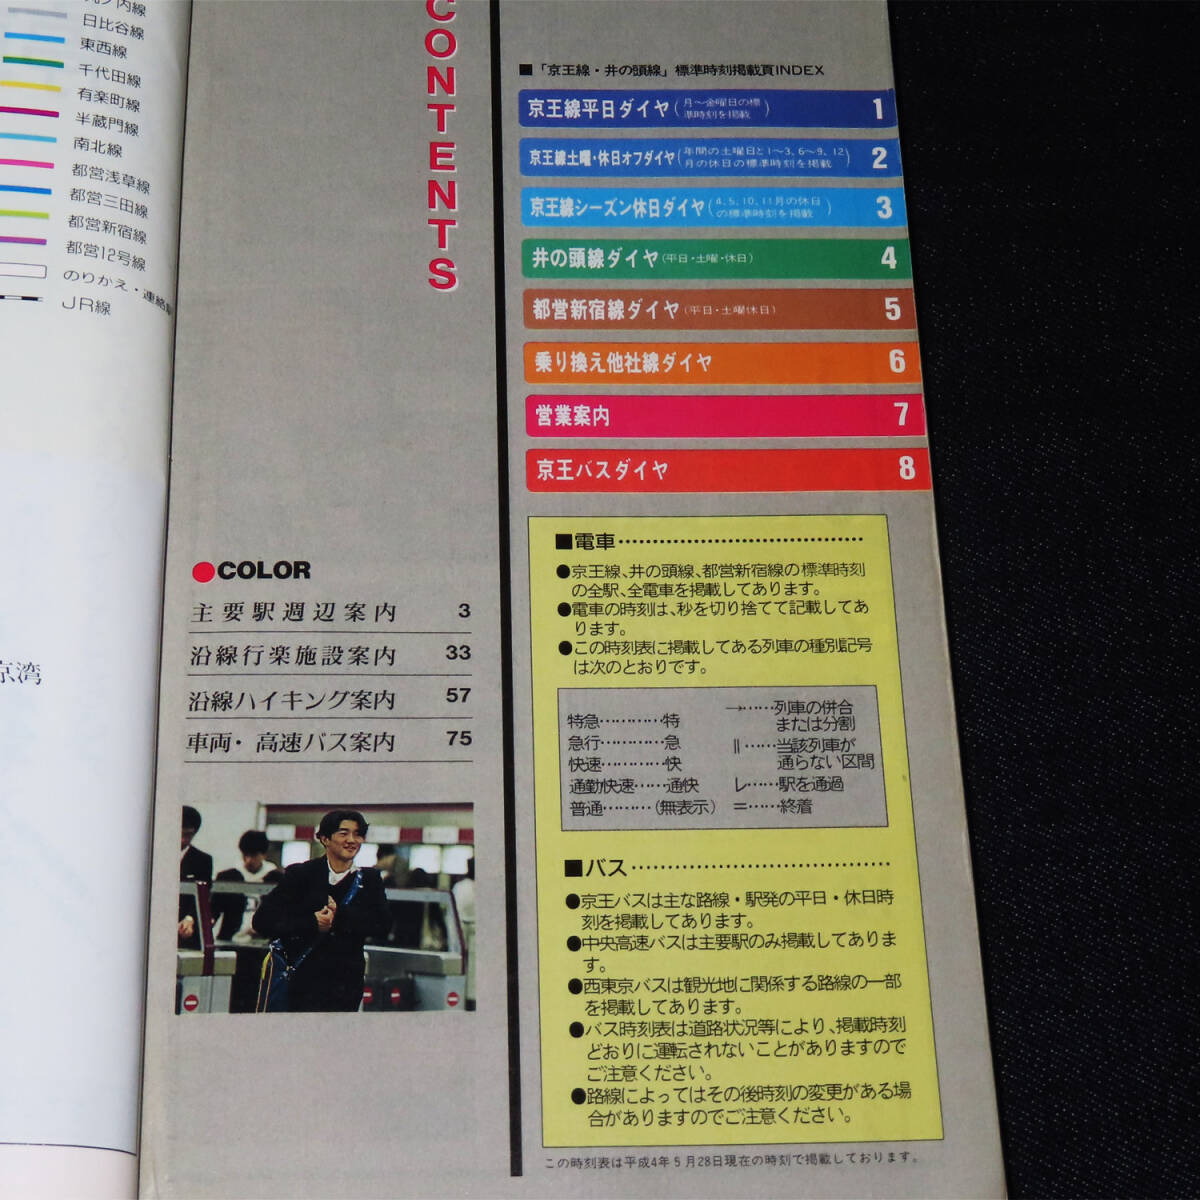 日比谷線
東西線
千代田線
有楽町線
半蔵門線
南北線
都営浅草線
都営三田線
都営新宿線
都営12号線
のりかえ・連絡
JR線
京湾
CONTENTS
●COLOR
主要駅週辺案内 3
沿線行楽施設案内 33
沿線ハイキング案内 57
車両・高速バス案内 75
■「京王線・井の頭線」標準時刻掲載頁INDEX
京王線平日ダイヤ(月〜金曜日の標準時刻を掲載) 1
京王線土曜・休日オフダイヤ(年間の土曜日と1〜3、6〜9、12月の休日の標準時刻を掲載) 2
京王線シーズン休日ダイヤ(4、5、10、11月の休日の標準時刻を掲載) 3
井の頭線ダイヤ(平日・土曜・休日) 4
都営新宿線ダイヤ(平日・土曜休日) 5
乗り換え他社線ダイヤ 6
営業案内 7
京王バスダイヤ 8
■電車……………………………
●京王線、井の頭線、都営新宿線の標準時刻
の全駅、全電車を掲載してあります。
●電車の時刻は、秒を切り捨てて記載してあ
ります。
●この時刻表に掲載してある列車の種別記号
は次のとおりです。
特急…………特
急行…………急
快速…………快
通勤快速……通快
普通………(無表示)
→……列車の併合
または分割
‖……当該列車が
通らない区間
レ……駅を通過
＝……終着
■バス……………………………
●京王バスは主な路線・駅発の平日・休日時
刻を掲載してあります。
●中央高速バスは主要駅のみ掲載してありま
す。
●西東京バスは観光地に関係する路線の一部
を掲載してあります。
●バス時刻表は道路状況等により、掲載時刻
どおりに運転されないことがありますので
ご注意ください。
●路線によってはその後時刻の変更がある場
合がありますのでご注意ください。
この時刻表は平成4年5月28日現在の時刻で掲載しております。